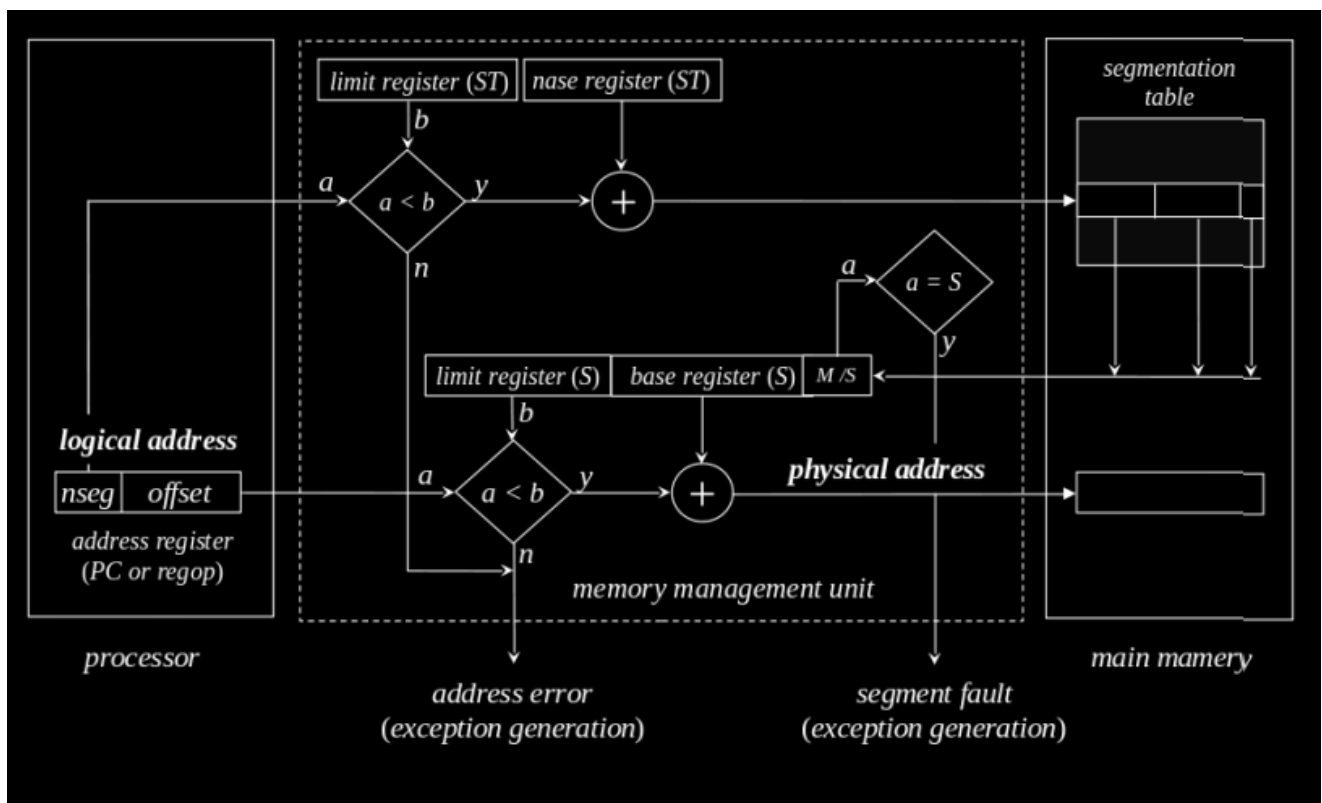 segmentation
table
limit register (ST)
nase register (ST)
b
a
a < b
y
+
n
a
a = S
y
limit register (S)
base register (S)
M /S
b
logical address
physical address
nseg
offset
a
a < b
y
+
address register
(PC or regop)
n
memory management unit
processor
main mamery
address error
(exception generation)
segment fault
(exception generation)